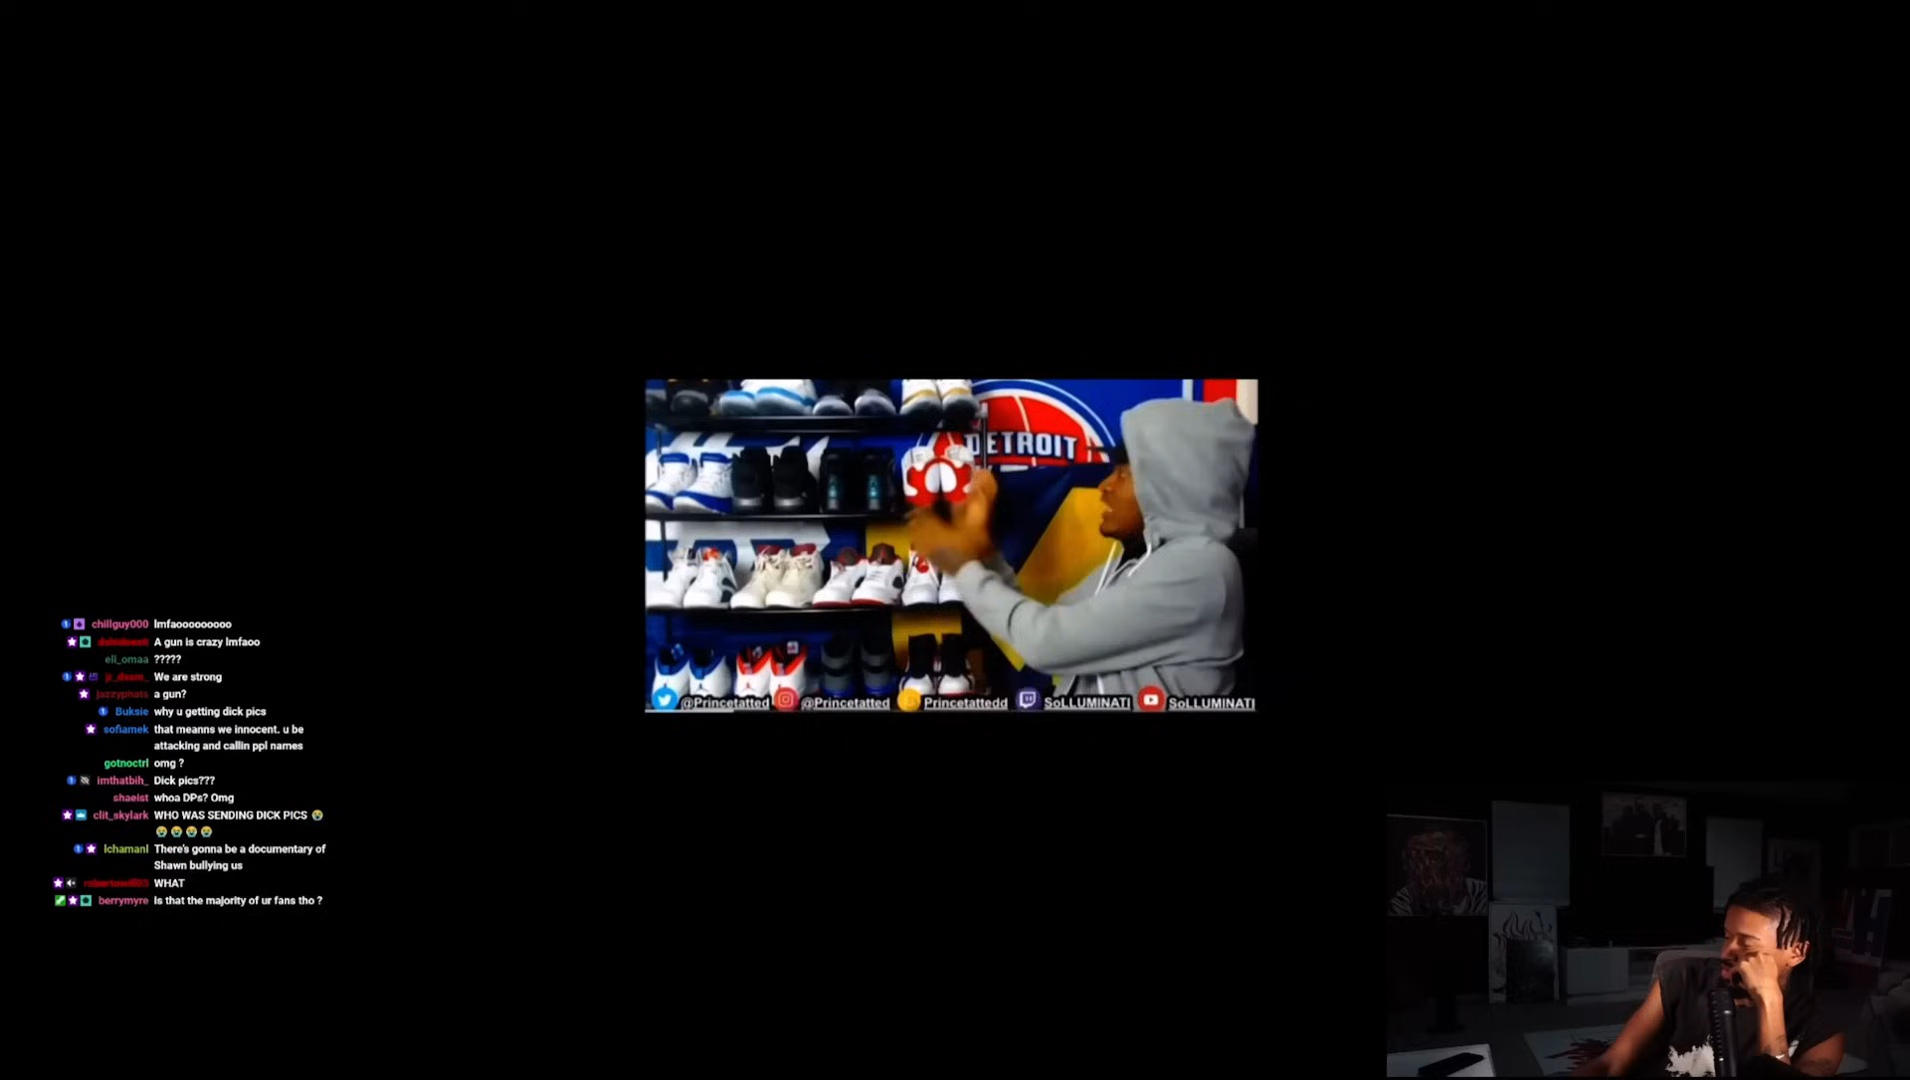 DETROIT
@Princetatted @Princetatted Princetattedd SoLLUMINATI SoLLUMINATI
chillguy000 lmfaooooooooo
A gun is crazy lmfaoo
eli_omaa ?????
jr_dxam_ We are strong
jazzyphats a gun?
Buksie why u getting dick pics
sofiamek that meanns we innocent. u be
attacking and callin ppl names
gotnoctrl omg ?
imthatbih_ Dick pics???
shaeist whoa DPs? Omg
clit_skylark WHO WAS SENDING DICK PICS 😭
😭 😭 😭 😭
There's gonna be a documentary of
Shawn bullying us
WHAT
berrymyre Is that the majority of ur fans tho ?